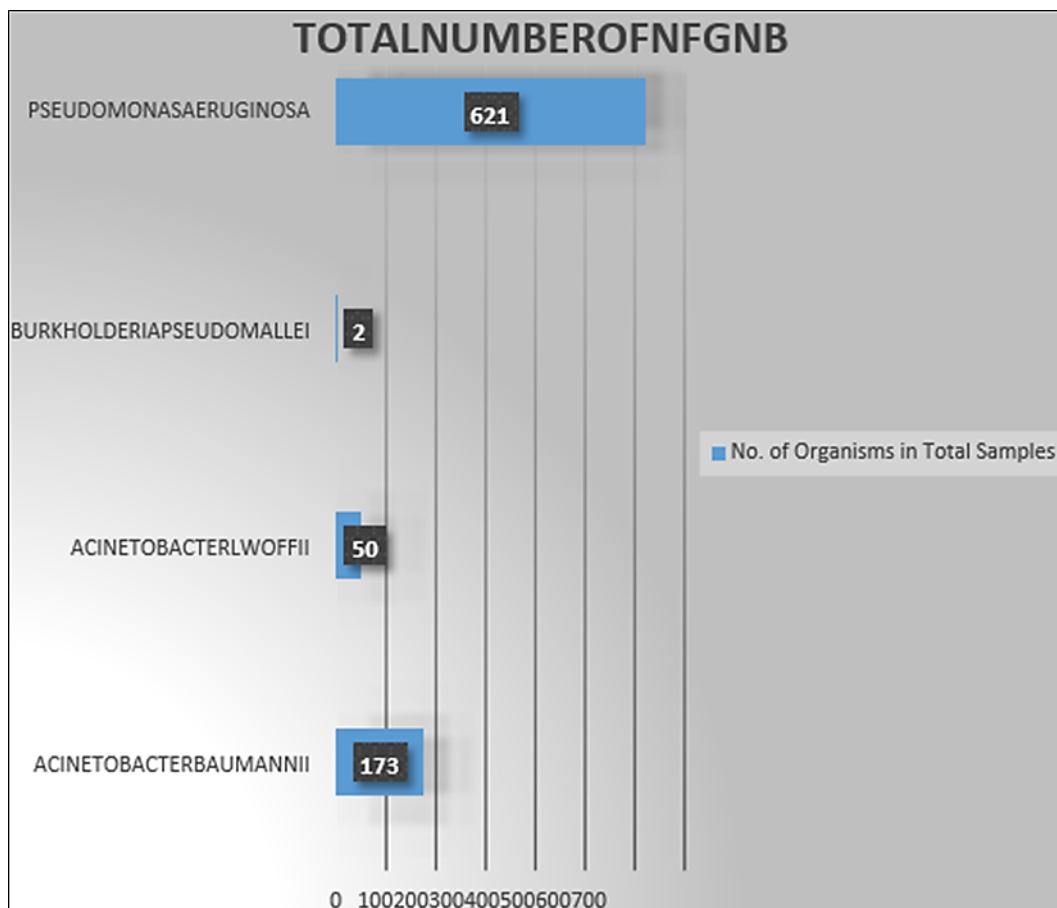 TOTALNUMBEROFNFGNB
PSEUDOMONASAERUGINOSA
621
BURKHOLDERIAPSEUDOMALLEI
2
No. of Organisms in Total Samples
ACINETOBACTERLWOFFII
50
ACINETOBACTERBAUMANNII
173
0 100200300400500600700